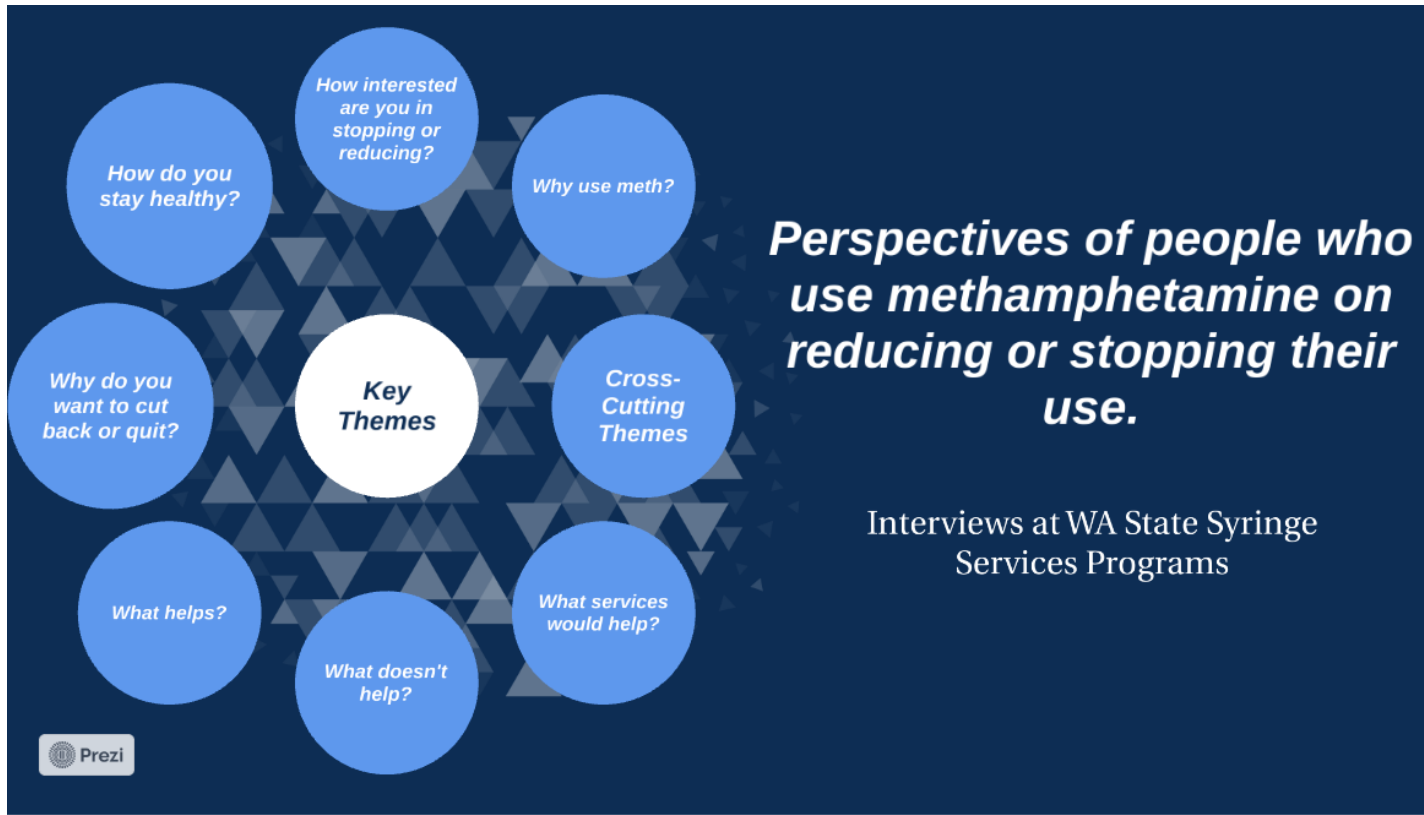 How interested
are you in
stopping or
reducing?
Why use meth?
How do you
stay healthy?
Perspectives of people who
use methamphetamine on
reducing or stopping their
use.
Key
Themes
Cross-
Cutting
Themes
Why do you
want to cut
back or quit?
Interviews at WA State Syringe
Services Programs
What helps?
What services
would help?
What doesn't
help?
Prezi